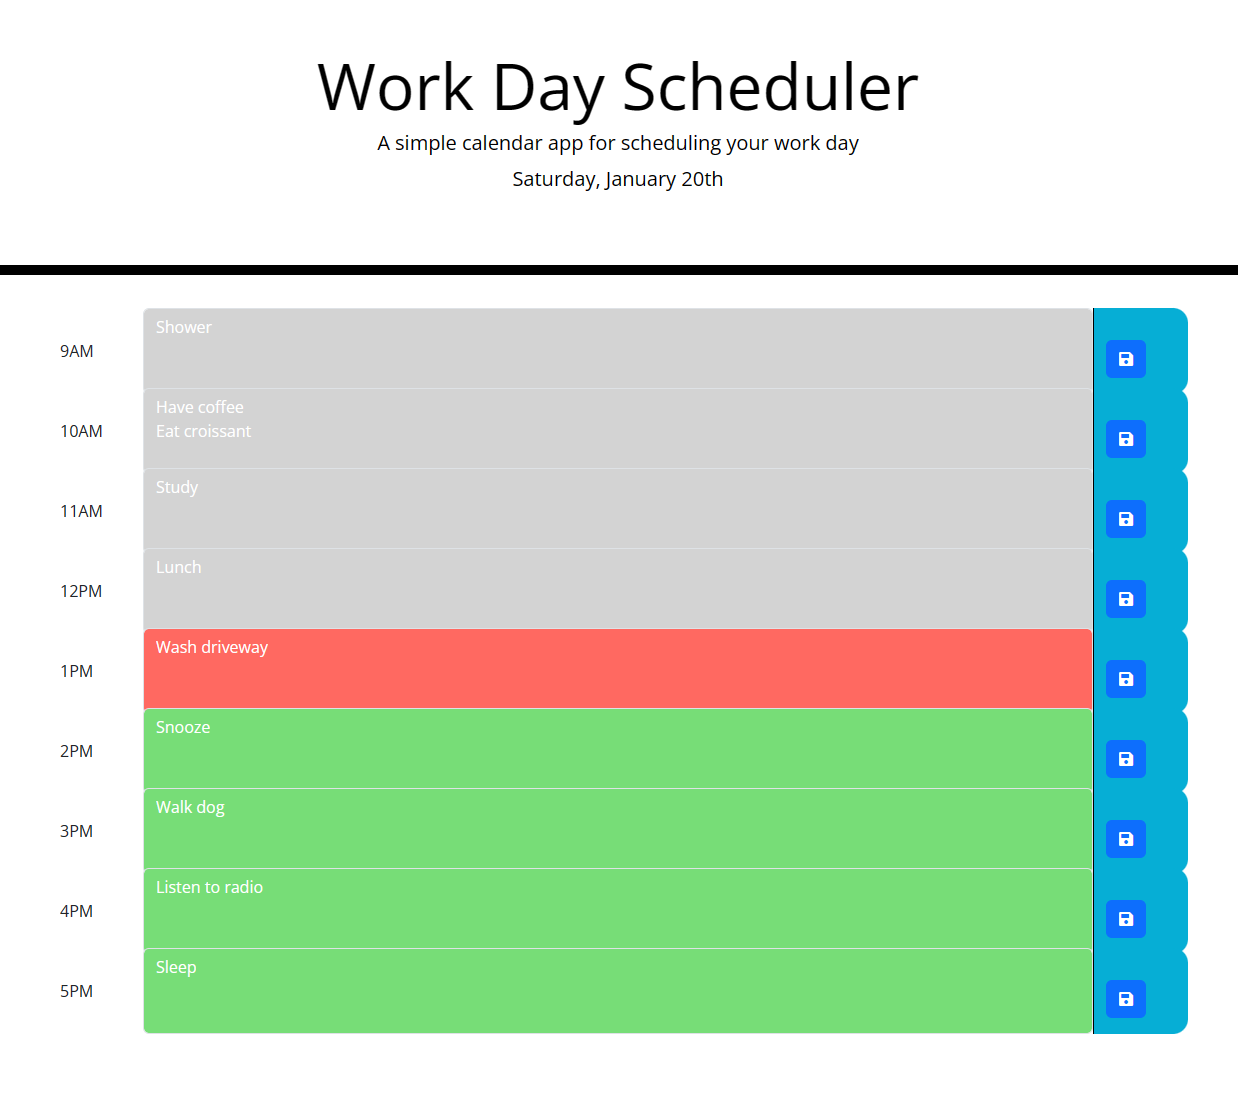 Work Day Scheduler
A simple calendar app for scheduling your work day
Saturday, January 20th
9AM
Shower
10AM
Have coffee
Eat croissant
11AM
Study
12PM
Lunch
1PM
Wash driveway
2PM
Snooze
3PM
Walk dog
4PM
Listen to radio
5PM
Sleep